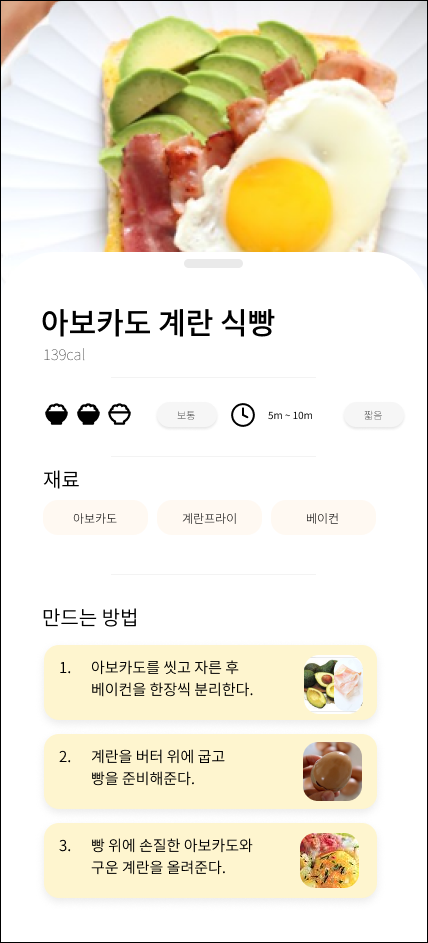 아보카도 계란 식빵
139cal
보통
5m ~ 10m
짧음
재료
아보카도
계란프라이
베이컨
만드는 방법
1. 아보카도를 씻고 자른 후
베이컨을 한장씩 분리한다.
2. 계란을 버터 위에 굽고
빵을 준비해준다.
3. 빵 위에 손질한 아보카도와
구운 계란을 올려준다.